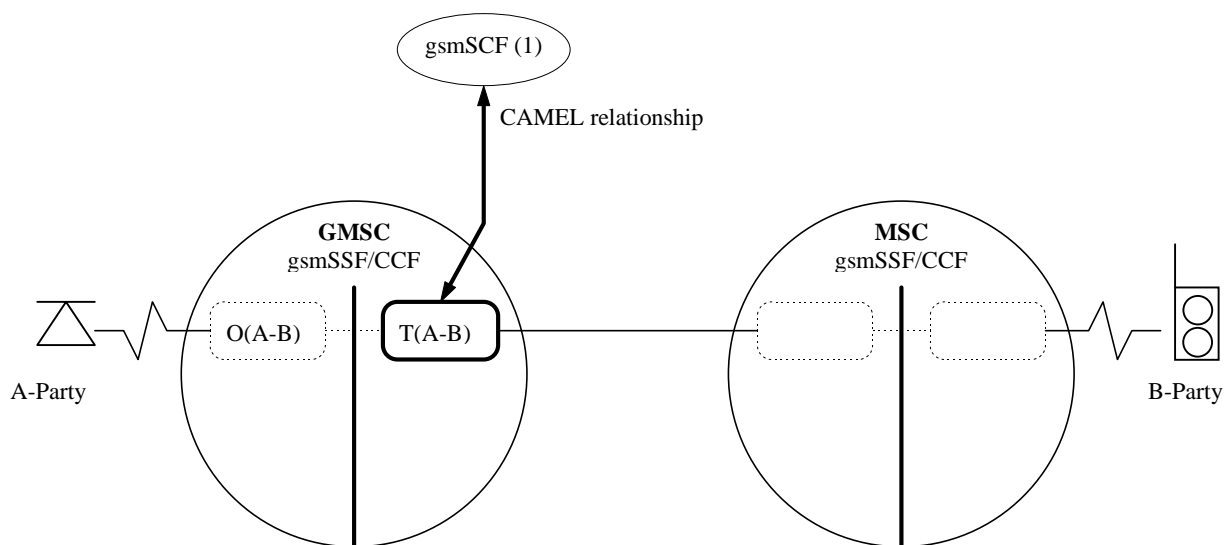 gsmSCF (1)
CAMEL relationship
GMSC
gsmSSF/CCF
MSC
gsmSSF/CCF
O(A-B)
T(A-B)
A-Party
B-Party